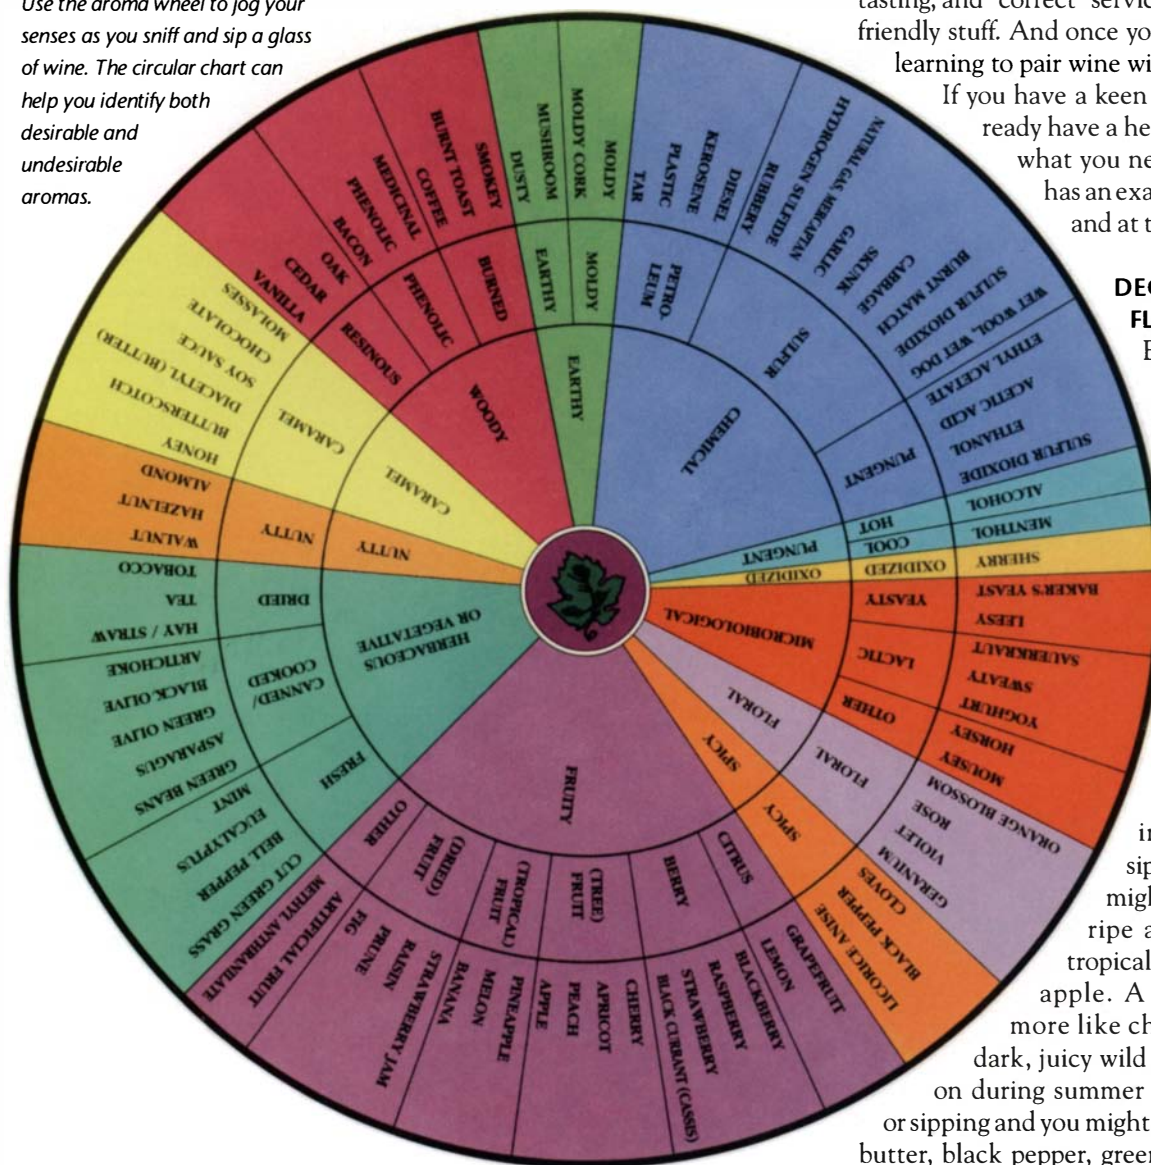 Use the aroma wheel to jog your
senses as you sniff and sip a glass
of wine. The circular chart can
help you identify both
desirable and
undesirable
aromas.
EARTHY
EARTHY
MOLDY
DUSTY
MUSHROOM
MOLDY CORK
MOLDY
CHEMICAL
PETRO-
LEUM
TAR
PLASTIC
KEROSENE
DIESEL
SULFUR
RUBBERY
HYDROGEN SULFIDE
NATURAL GAS, MERCAPTAN
GARLIC
SKUNK
CABBAGE
BURNT MATCH
SULFUR DIOXIDE
WET WOOL, WET DOG
PUNGENT
ETHYL ACETATE
ACETIC ACID
ETHANOL
SULFUR DIOXIDE
PUNGENT
HOT
COOL
ALCOHOL
MENTHOL
OXIDIZED
OXIDIZED
SHERRY
MICROBIOLOGICAL
YEASTY
BAKER'S YEAST
LEESY
LACTIC
SAUERKRAUT
SWEATY
YOGHURT
OTHER
HORSEY
MOUSEY
FLORAL
FLORAL
ORANGE BLOSSOM
ROSE
VIOLET
GERANIUM
SPICY
SPICY
CLOVES
BLACK PEPPER
LICORICE ANISE
FRUITY
CITRUS
GRAPEFRUIT
LEMON
BERRY
BLACKBERRY
RASPBERRY
STRAWBERRY
BLACK CURRANT (CASSIS)
(TREE)
FRUIT
CHERRY
APRICOT
PEACH
APPLE
(TROPICAL)
FRUIT
PINEAPPLE
MELON
BANANA
(DRIED)
FRUIT
STRAWBERRY JAM
RAISIN
PRUNE
FIG
OTHER
ARTIFICIAL FRUIT
METHYL ANTHRANILATE
HERBACEOUS
OR VEGETATIVE
FRESH
CUT GREEN GRASS
BELL PEPPER
EUCALYPTUS
MINT
CANNED/
COOKED
GREEN BEANS
ASPARAGUS
GREEN OLIVE
BLACK OLIVE
ARTICHOKE
DRIED
HAY / STRAW
TEA
TOBACCO
NUTTY
NUTTY
WALNUT
HAZELNUT
ALMOND
CARAMEL
CARAMEL
HONEY
BUTTERSCOTCH
DIACETYL (BUTTER)
SOY SAUCE
CHOCOLATE
MOLASSES
WOODY
RESINOUS
VANILLA
CEDAR
OAK
PHENOLIC
BACON
PHENOLIC
MEDICINAL
BURNED
COFFEE
BURNT TOAST
SMOKEY
tasting, and "correct" servic
friendly stuff. And once yo
learning to pair wine wi
If you have a keen
ready have a he
what you ne
has an exa
and at t
DEC
FL
E
in
sip
migh
ripe a
tropical
apple. A
more like ch
dark, juicy wild
on during summer
or sipping and you might
butter, black pepper, green